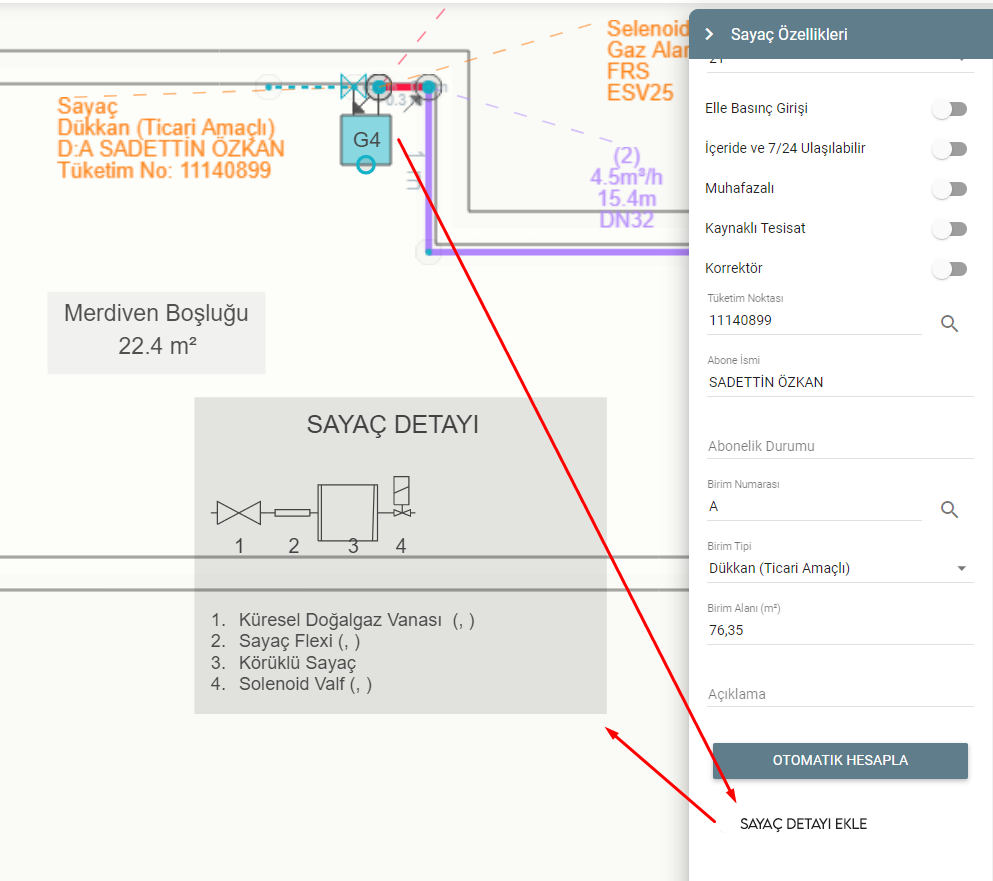 Selenoid
Gaz Alar
FRS
ESV25
Sayaç
Dükkan (Ticari Amaçlı)
D:A SADETTİN ÖZKAN
Tüketim No: 11140899
G4
0.3
(2)
4.5m³/h
15.4m
DN32
Merdiven Boşluğu
22.4 m²
SAYAÇ DETAYI
1 2 3 4
1. Küresel Doğalgaz Vanası (, )
2. Sayaç Flexi (, )
3. Körüklü Sayaç
4. Solenoid Valf (, )
Sayaç Özellikleri
Elle Basınç Girişi
İçeride ve 7/24 Ulaşılabilir
Muhafazalı
Kaynaklı Tesisat
Korrektör
Tüketim Noktası
11140899
Abone İsmi
SADETTİN ÖZKAN
Abonelik Durumu
Birim Numarası
A
Birim Tipi
Dükkan (Ticari Amaçlı)
Birim Alanı (m²)
76,35
Açıklama
OTOMATIK HESAPLA
SAYAÇ DETAYI EKLE